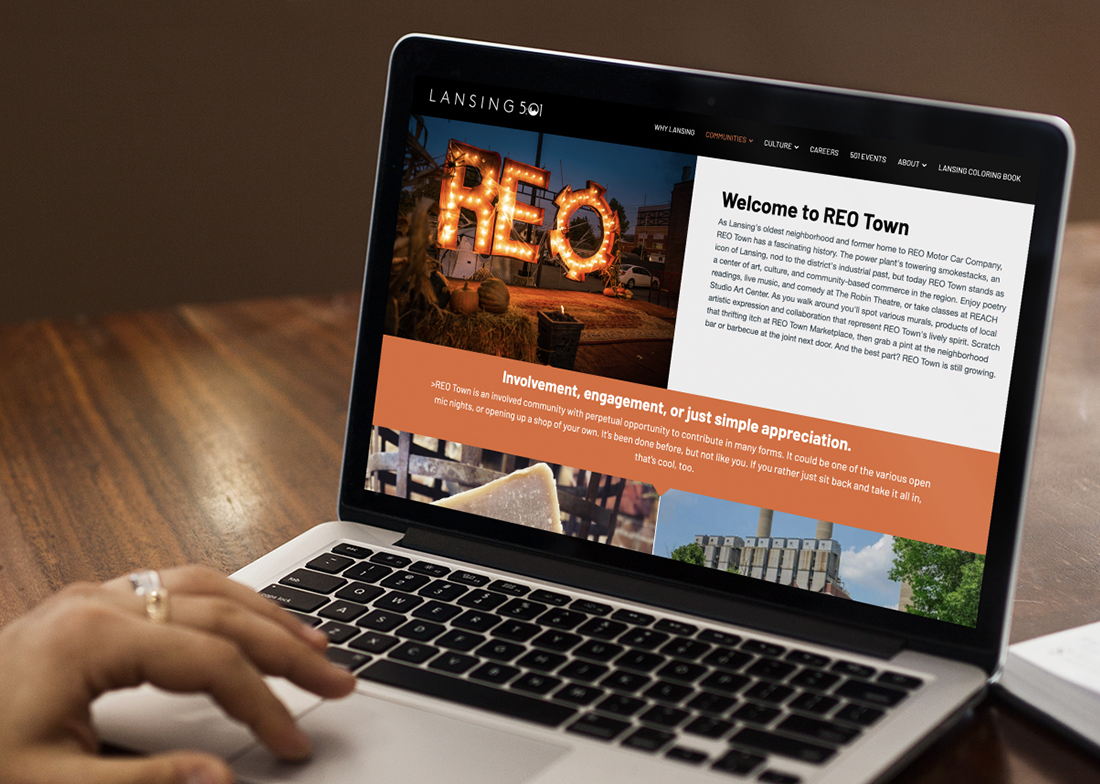 LANSING 501
WHY LANSING COMMUNITIES CULTURE CAREERS 501 EVENTS ABOUT LANSING COLORING BOOK
REO
Welcome to REO Town
As Lansing's oldest neighborhood and former home to REO Motor Car Company,
REO Town has a fascinating history. The power plant's towering smokestacks, an
icon of Lansing, nod to the district's industrial past, but today REO Town stands as
a center of art, culture, and community-based commerce in the region. Enjoy poetry
readings, live music, and comedy at The Robin Theatre, or take classes at REACH
Studio Art Center. As you walk around you'll spot various murals, products of local
artistic expression and collaboration that represent REO Town's lively spirit. Scratch
that thrifting itch at REO Town Marketplace, then grab a pint at the neighborhood
bar or barbecue at the joint next door. And the best part? REO Town is still growing.
Involvement, engagement, or just simple appreciation.
>REO Town is an involved community with perpetual opportunity to contribute in many forms. It could be one of the various open
mic nights, or opening up a shop of your own. It's been done before, but not like you. If you rather just sit back and take it all in,
that's cool, too.
esc
tab
Q W E R T
caps lock A S D
Z X C